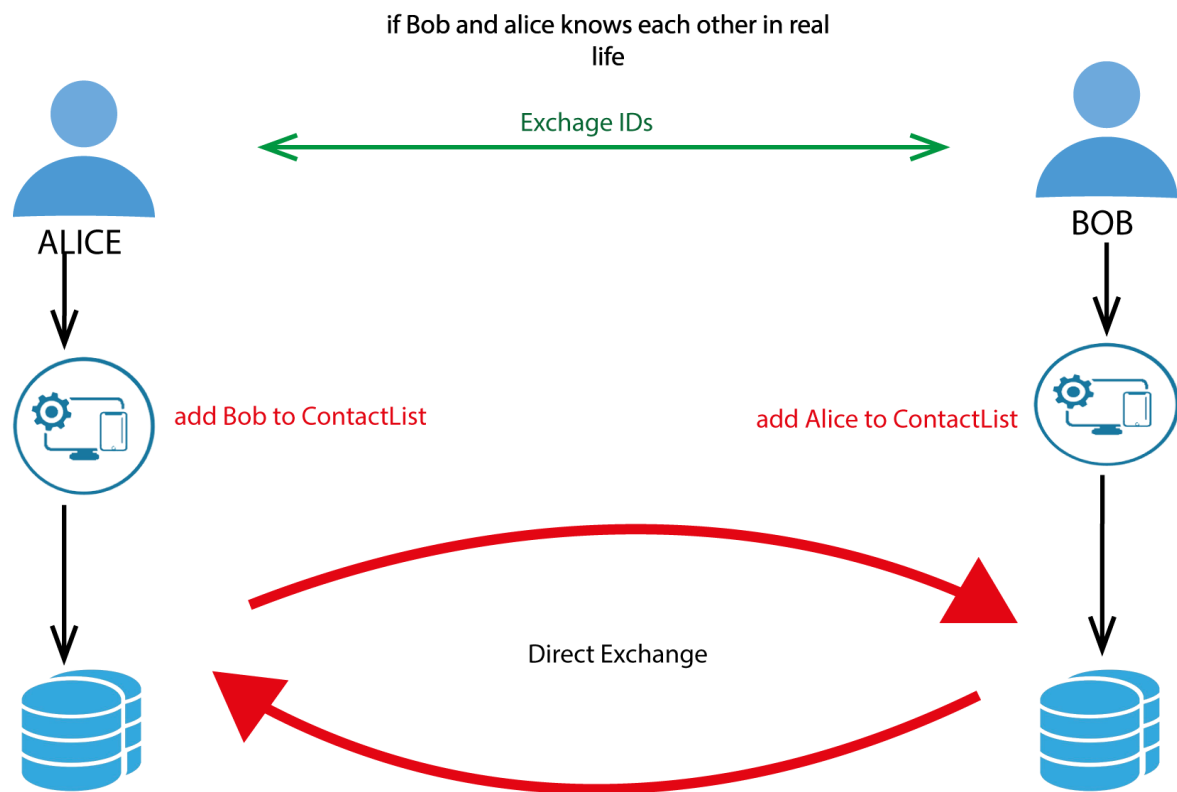 if Bob and alice knows each other in real
life
Exchage IDs
ALICE
BOB
add Bob to ContactList
add Alice to ContactList
Direct Exchange